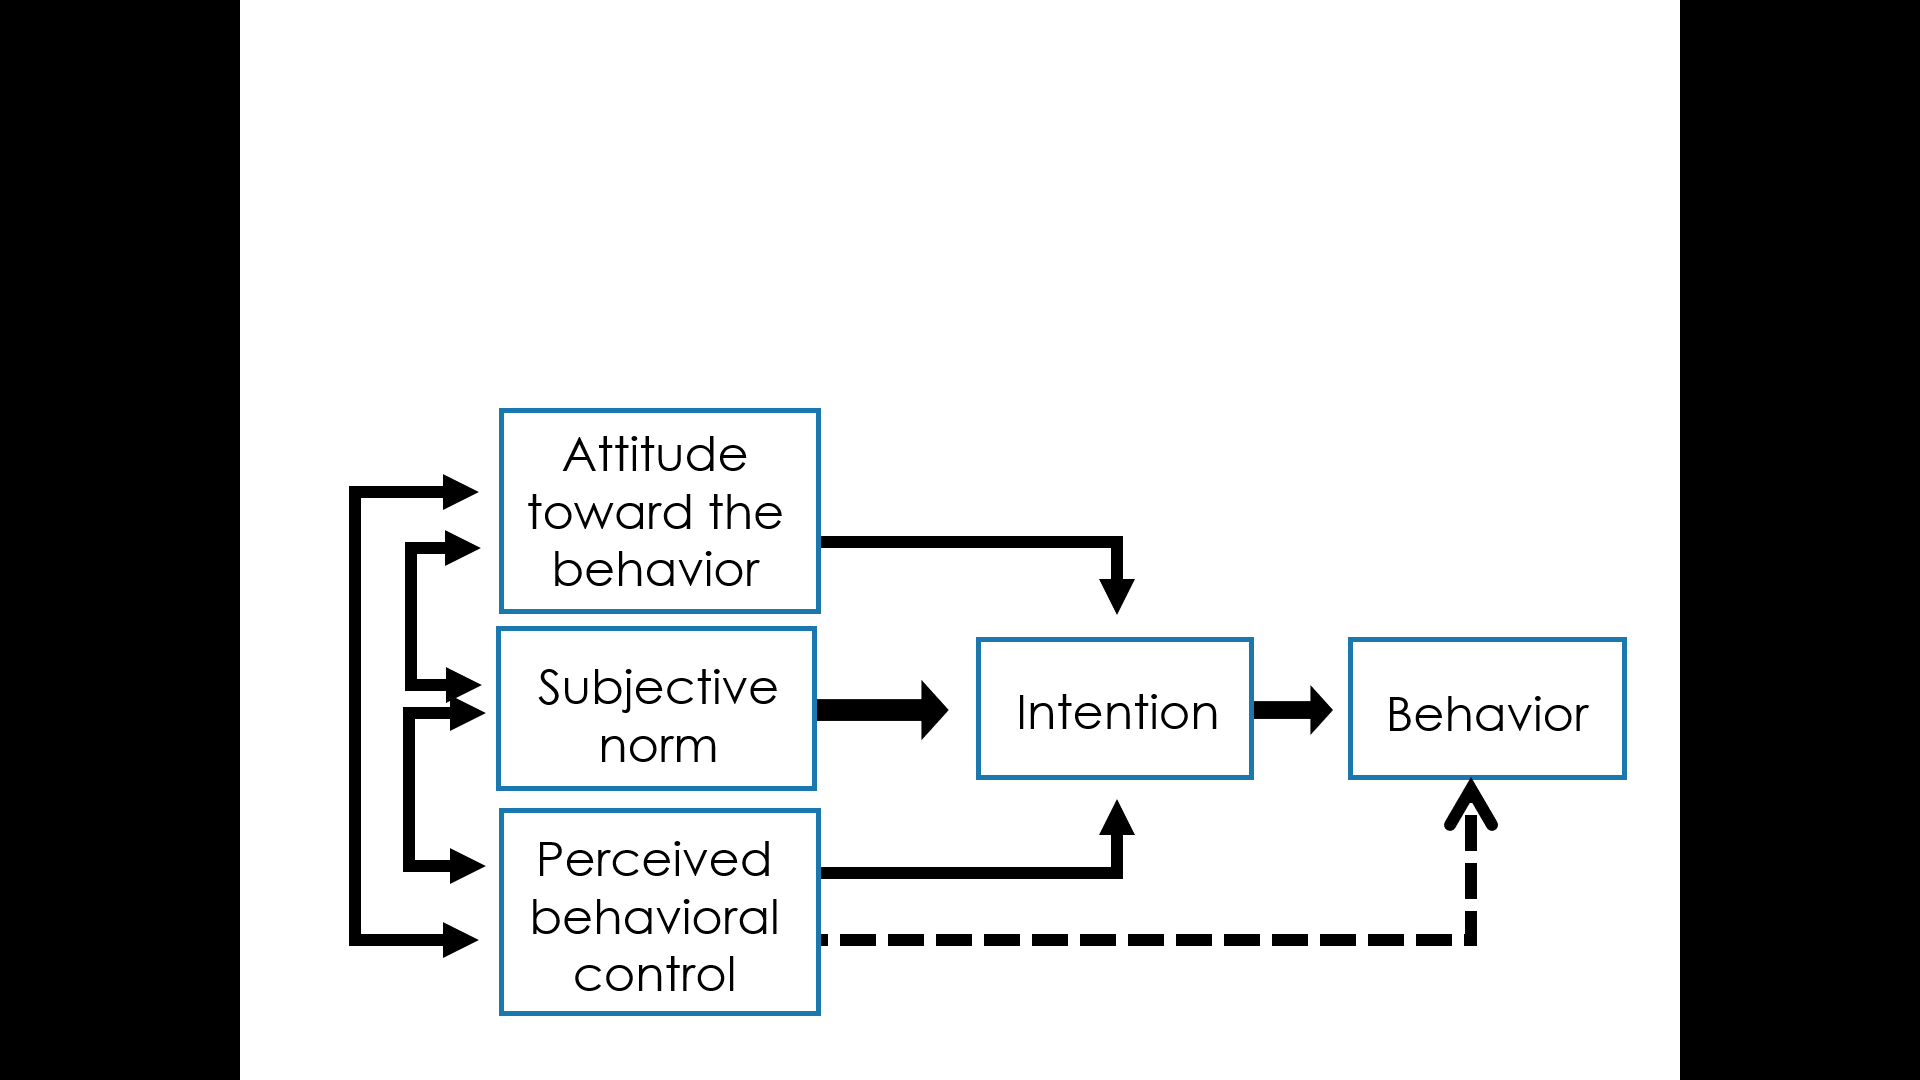 Attitude
toward the
behavior
Subjective
norm
Perceived
behavioral
control
Intention
Behavior